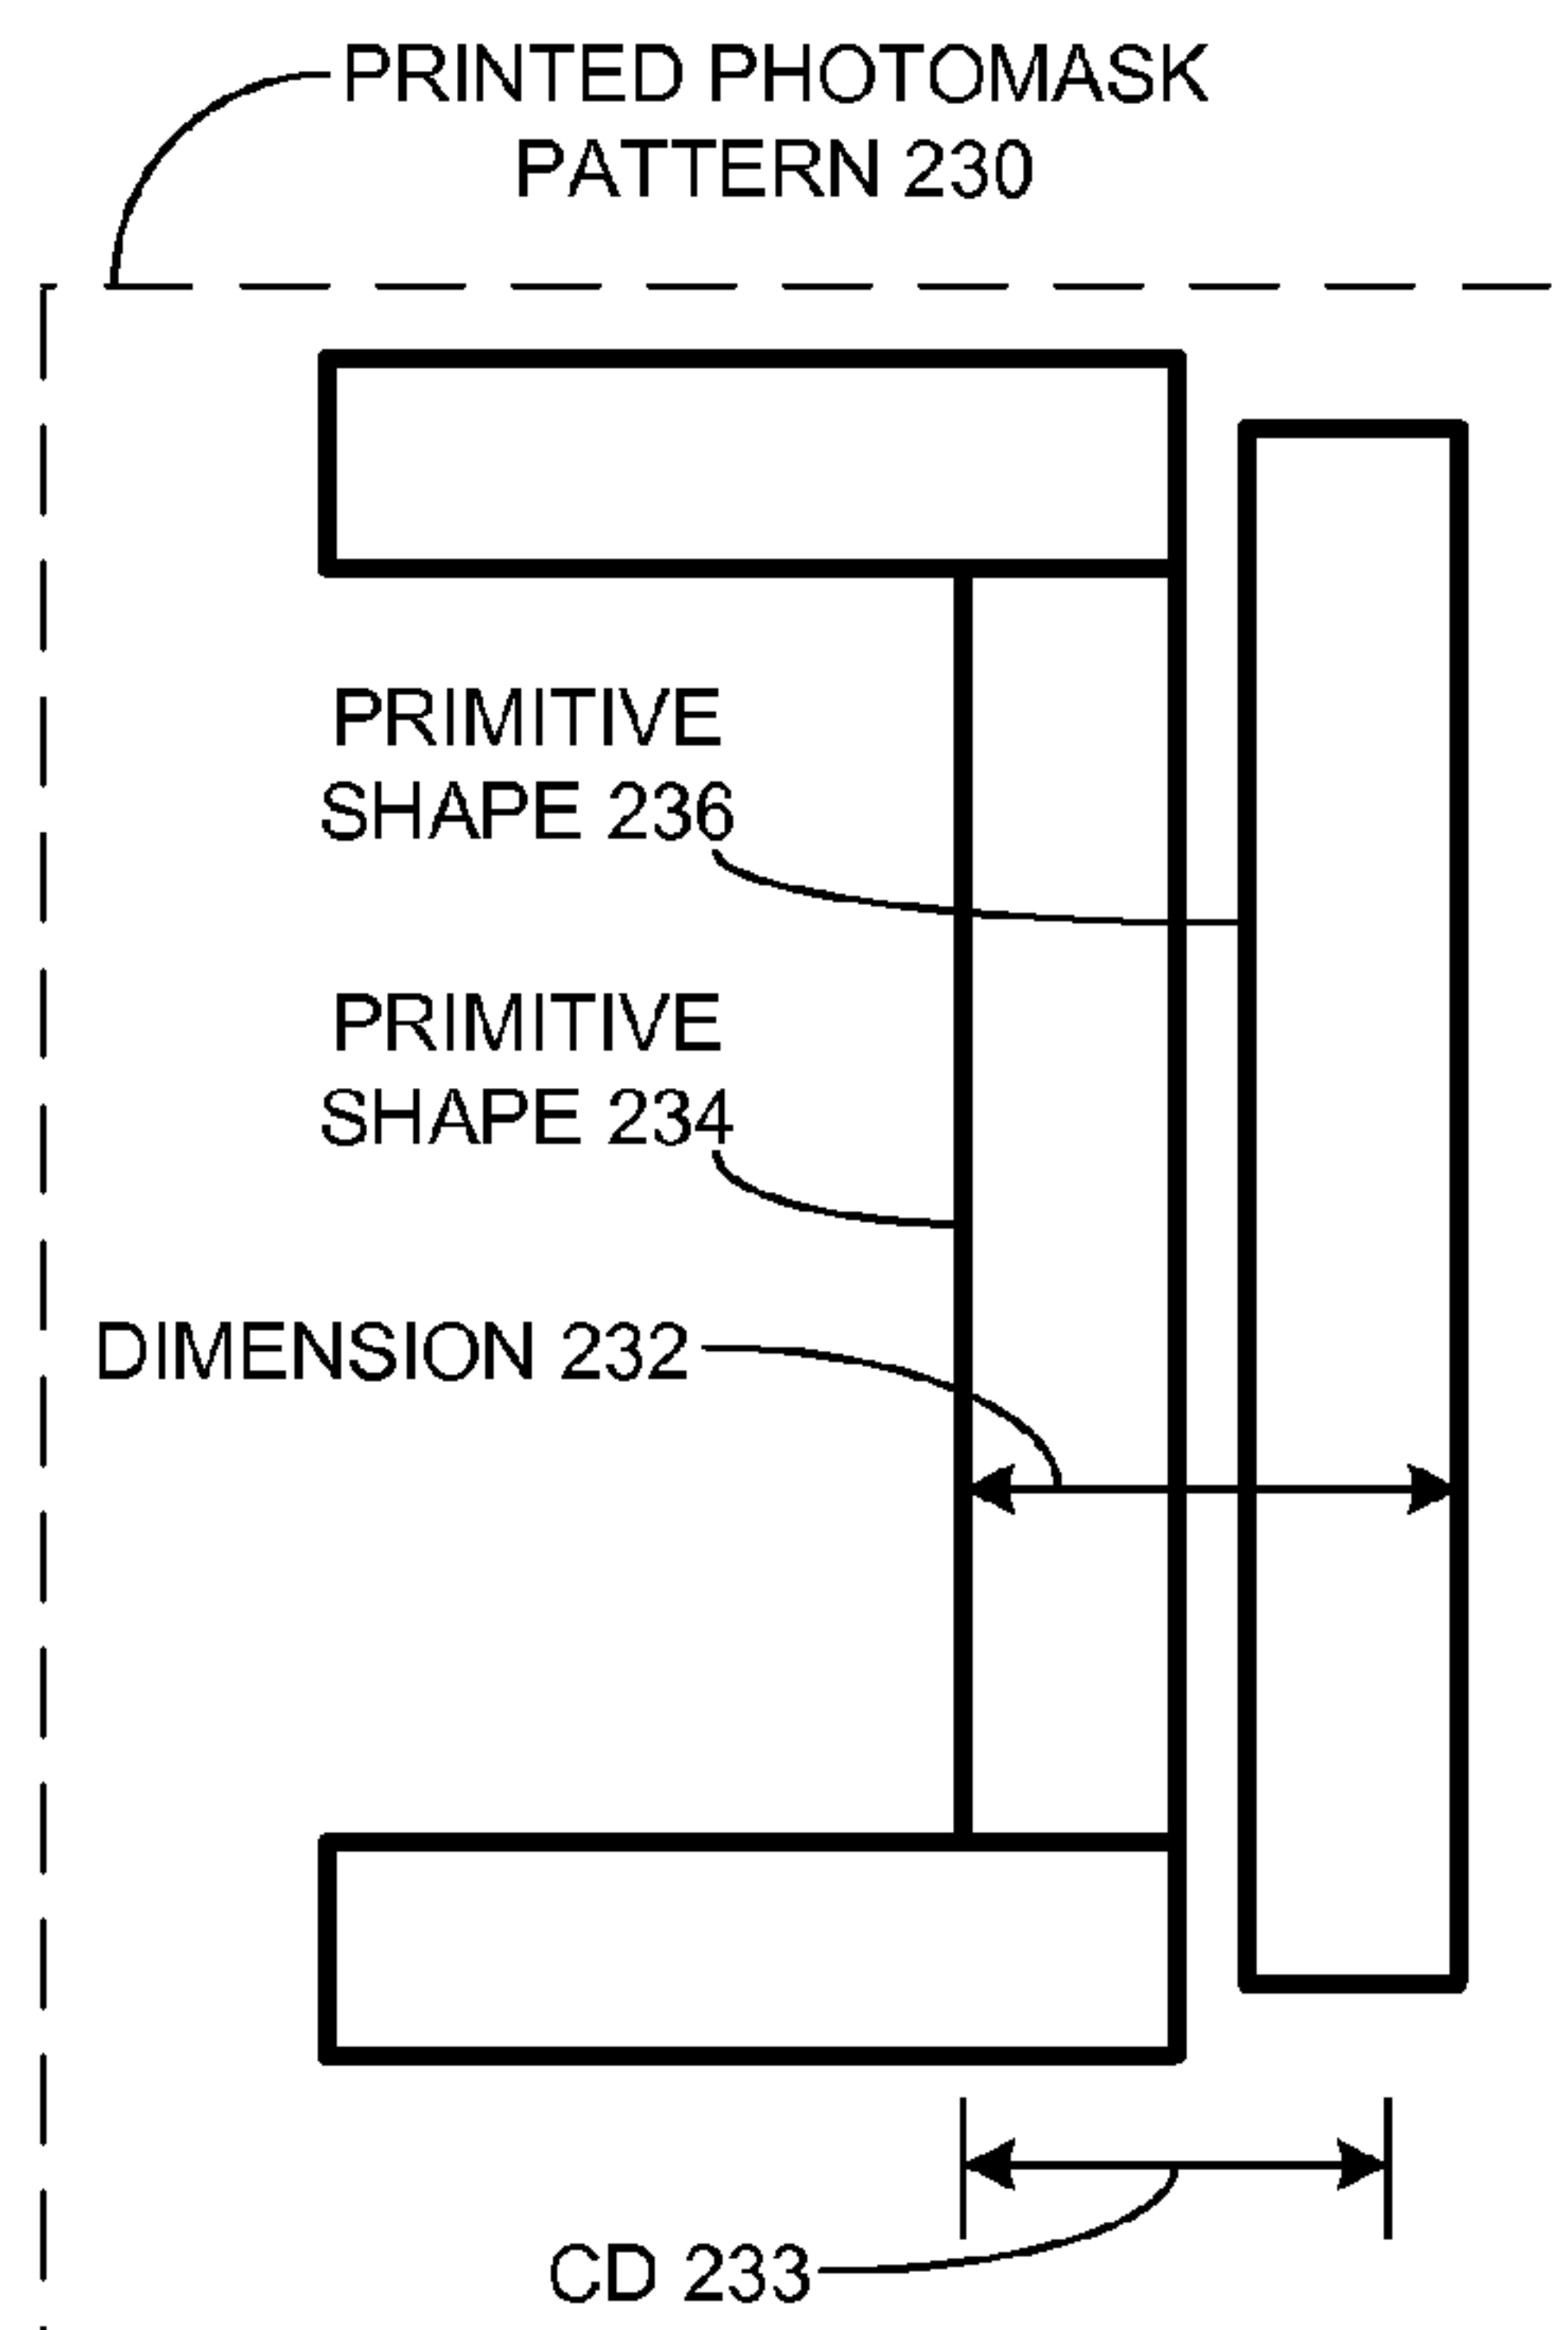 PRINTED PHOTOMASK
PATTERN 230
PRIMITIVE
SHAPE 236
PRIMITIVE
SHAPE 234
DIMENSION 232
CD 233